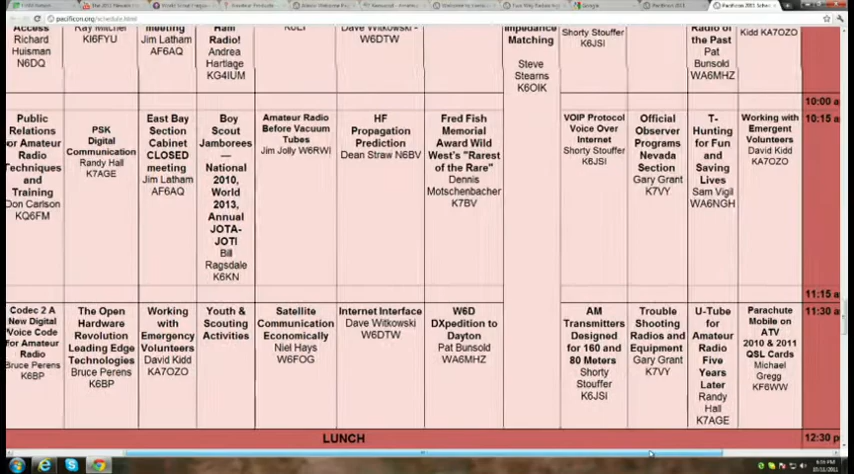 pacificon.org/schedule.html
Access
Richard
Huisman
N6DQ
Ray Mitchel
KI6FYU
meeting
Jim Latham
AF6AQ
Ham
Radio!
Andrea
Hartlage
KG4IUM
W6DTW
Impedance
Matching
Steve
Stearns
K6OIK
Shorty Stouffer
K6JSI
Radio of
the Past
Pat
Bunsold
WA6MHZ
Kidd KA7OZO
10:00 a
Public
Relations
or Amateur
Radio
Techniques
and
Training
Don Carlson
KQ6FM
PSK
Digital
Communication
Randy Hall
K7AGE
East Bay
Section
Cabinet
CLOSED
meeting
Jim Latham
AF6AQ
Boy
Scout
Jamborees
—
National
2010,
World
2013,
Annual
JOTA-
JOTI
Bill
Ragsdale
K6KN
Amateur Radio
Before Vacuum
Tubes
Jim Jolly W6RWI
HF
Propagation
Prediction
Dean Straw N6BV
Fred Fish
Memorial
Award Wild
West's "Rarest
of the Rare"
Dennis
Motschenbacher
K7BV
VOIP Protocol
Voice Over
Internet
Shorty Stouffer
K6JSI
Official
Observer
Programs
Nevada
Section
Gary Grant
K7VY
T-
Hunting
for Fun
and
Saving
Lives
Sam Vigil
WA6NGH
Working with
Emergent
Volunteers
David Kidd
KA7OZO
10:15 a
11:15 a
Codec 2 A
New Digital
Voice Code
for Amateur
Radio
Bruce Perens
K6BP
The Open
Hardware
Revolution
Leading Edge
Technologies
Bruce Perens
K6BP
Working
with
Emergency
Volunteers
David Kidd
KA7OZO
Youth &
Scouting
Activities
Satellite
Communication
Economically
Niel Hays
W6FOG
Internet Interface
Dave Witkowski
W6DTW
W6D
DXpedition to
Dayton
Pat Bunsold
WA6MHZ
AM
Transmitters
Designed
for 160 and
80 Meters
Shorty
Stouffer
K6JSI
Trouble
Shooting
Radios and
Equipment
Gary Grant
K7VY
U-Tube
for
Amateur
Radio
Five
Years
Later
Randy
Hall
K7AGE
Parachute
Mobile on
ATV
2010 & 2011
QSL Cards
Michael
Gregg
KF6WW
11:30 a
LUNCH
12:30 p